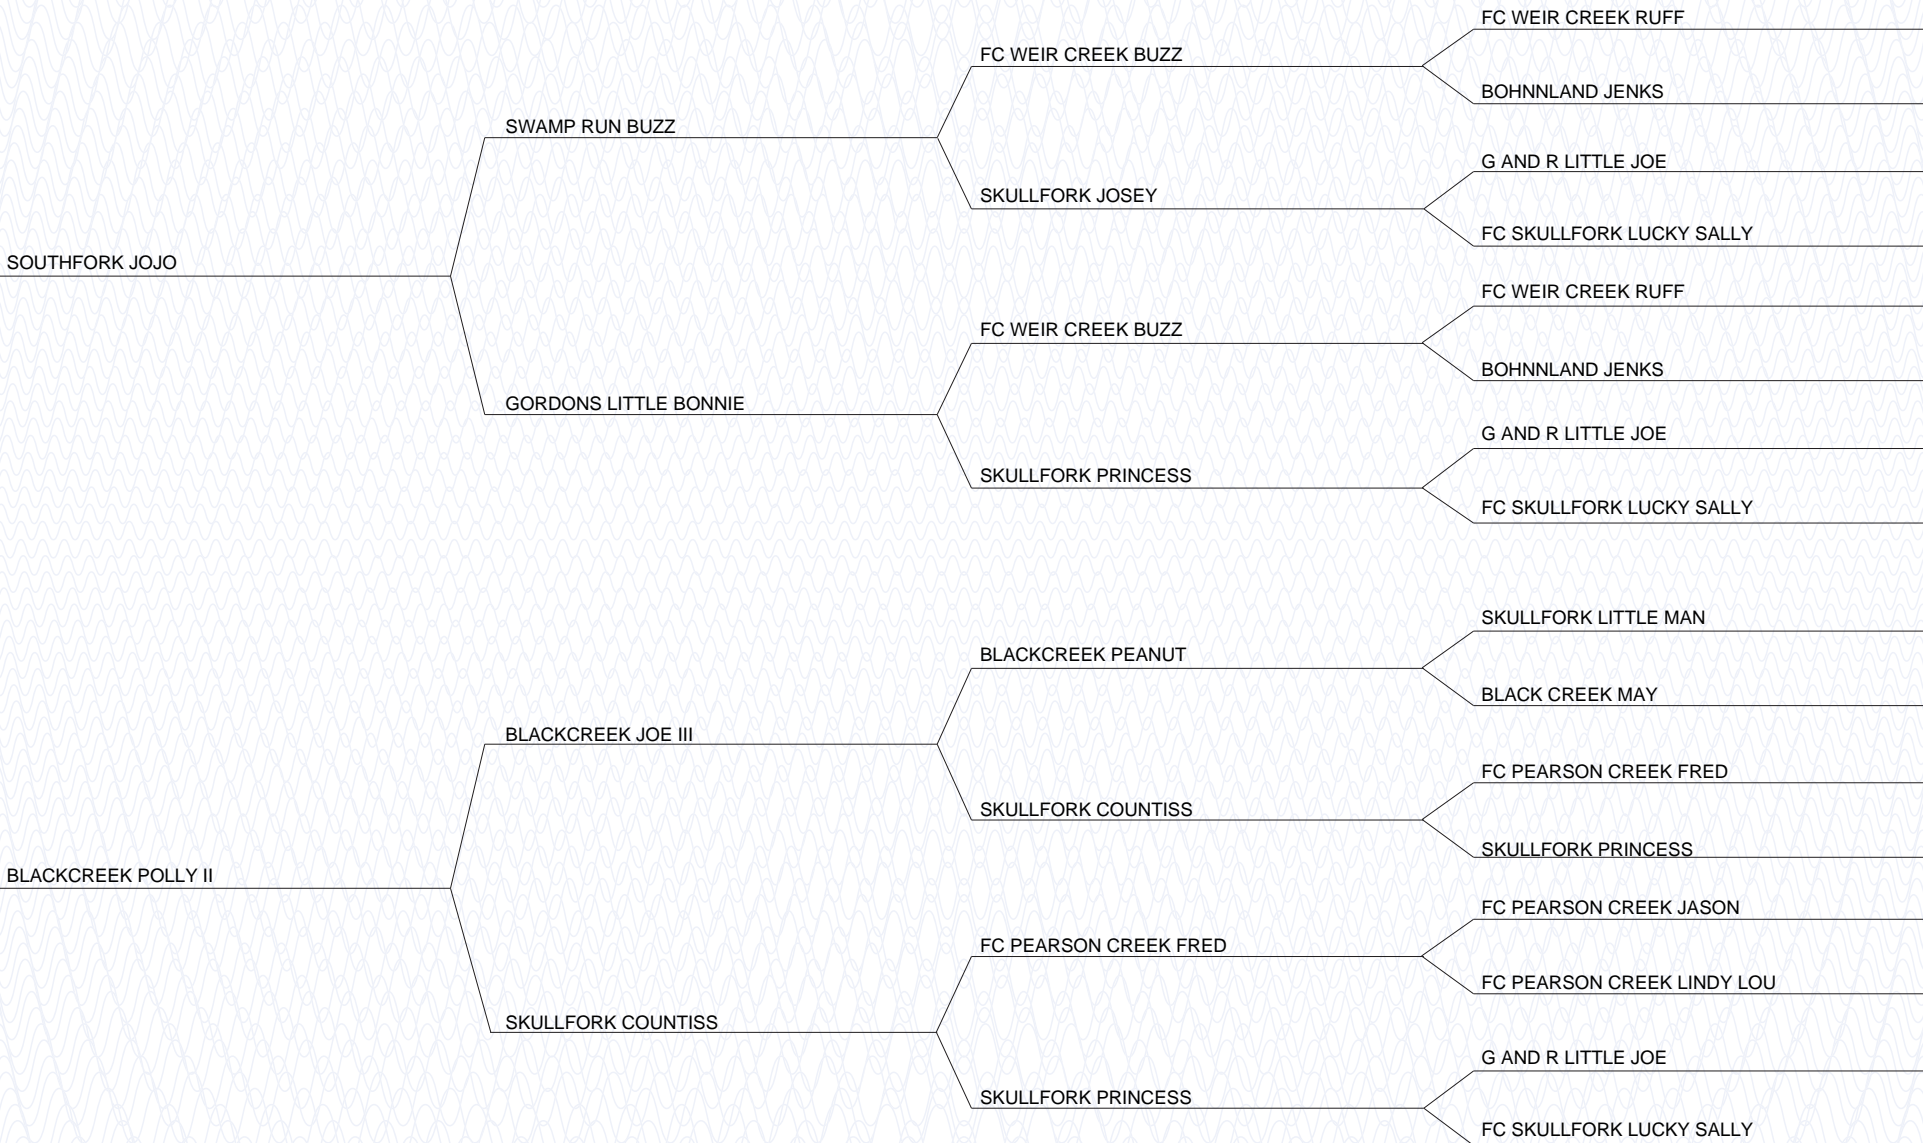 FC WEIR CREEK RUFF
FC WEIR CREEK BUZZ
BOHNNLAND JENKS
SWAMP RUN BUZZ
G AND R LITTLE JOE
SKULLFORK JOSEY
FC SKULLFORK LUCKY SALLY
SOUTHFORK JOJO
FC WEIR CREEK RUFF
FC WEIR CREEK BUZZ
BOHNNLAND JENKS
GORDONS LITTLE BONNIE
G AND R LITTLE JOE
SKULLFORK PRINCESS
FC SKULLFORK LUCKY SALLY
SKULLFORK LITTLE MAN
BLACKCREEK PEANUT
BLACK CREEK MAY
BLACKCREEK JOE III
FC PEARSON CREEK FRED
SKULLFORK COUNTISS
SKULLFORK PRINCESS
BLACKCREEK POLLY II
FC PEARSON CREEK JASON
FC PEARSON CREEK FRED
FC PEARSON CREEK LINDY LOU
SKULLFORK COUNTISS
G AND R LITTLE JOE
SKULLFORK PRINCESS
FC SKULLFORK LUCKY SALLY